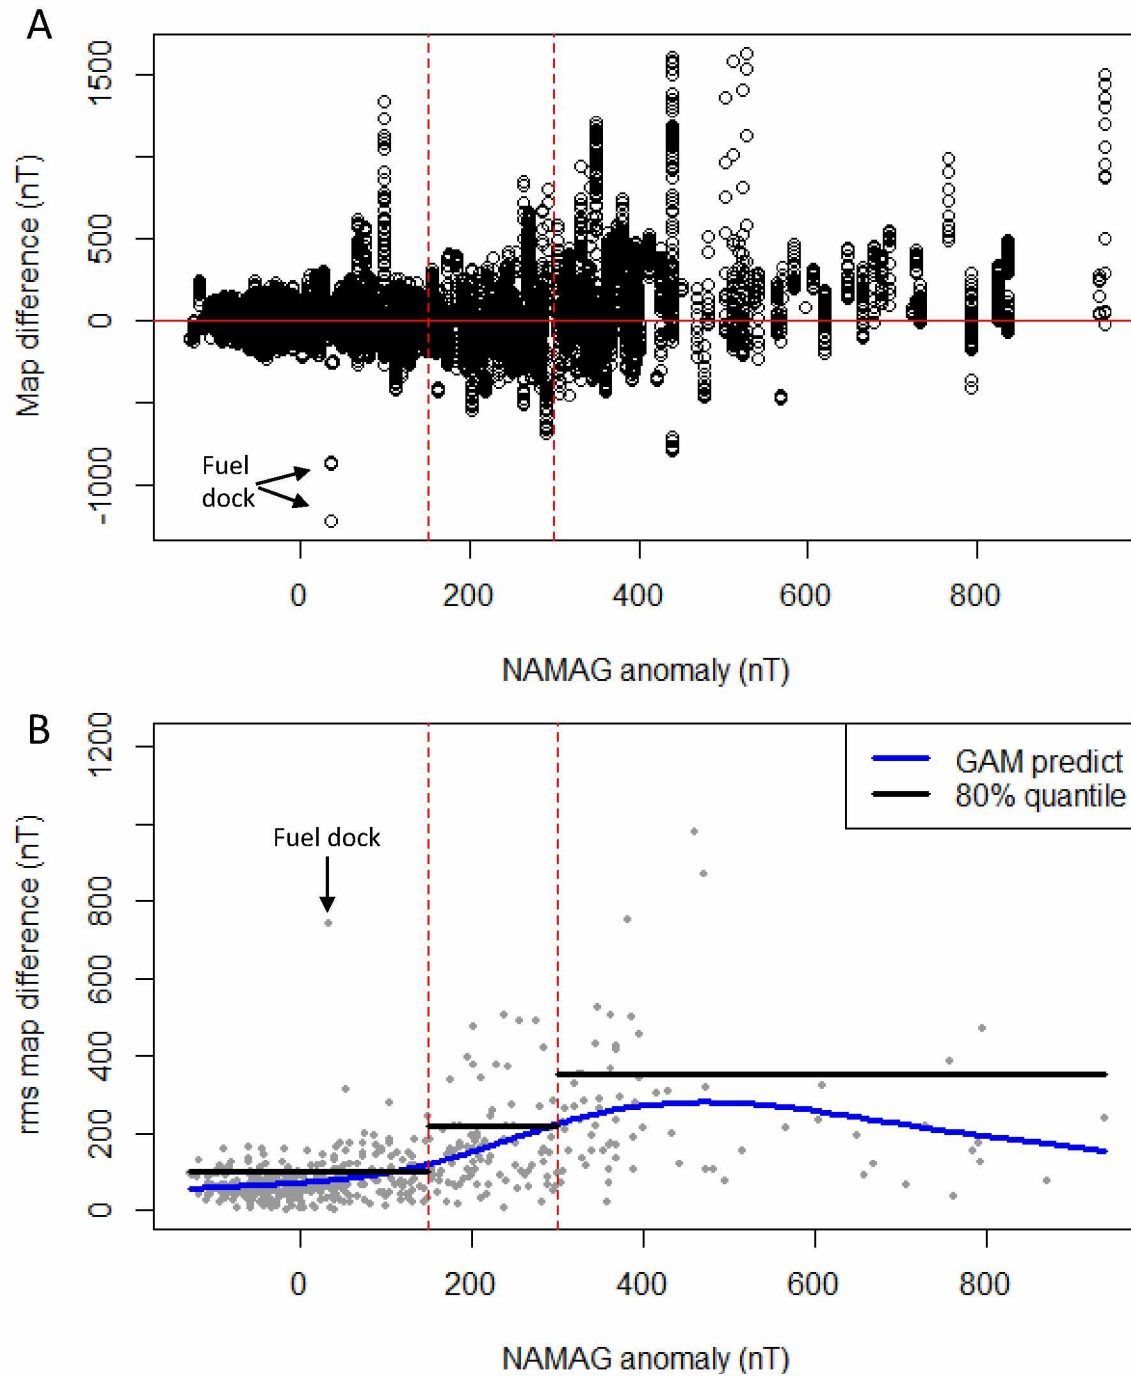 A
1500
500
0
-1000
Map difference (nT)
Fuel
dock
0 200 400 600 800
NAMAG anomaly (nT)
B
1200
800
600
400
200
0
rms map difference (nT)
GAM predict
80% quantile
Fuel dock
0 200 400 600 800
NAMAG anomaly (nT)